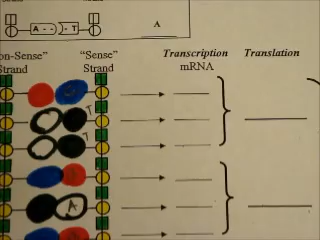 A - - - T
A
on-Sense" "Sense" Transcription Translation
Strand Strand mRNA
T
T
A